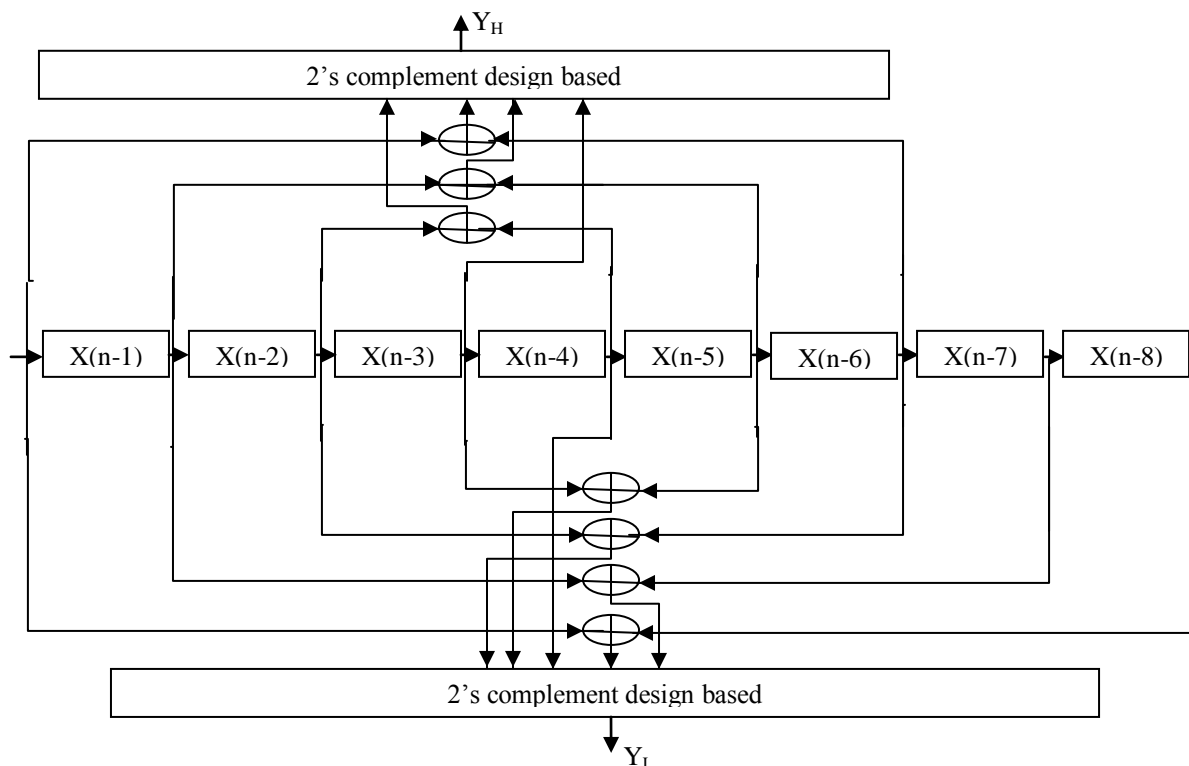 Y_H
2's complement design based
X(n-1) X(n-2) X(n-3) X(n-4) X(n-5) X(n-6) X(n-7) X(n-8)
2's complement design based
Y_L